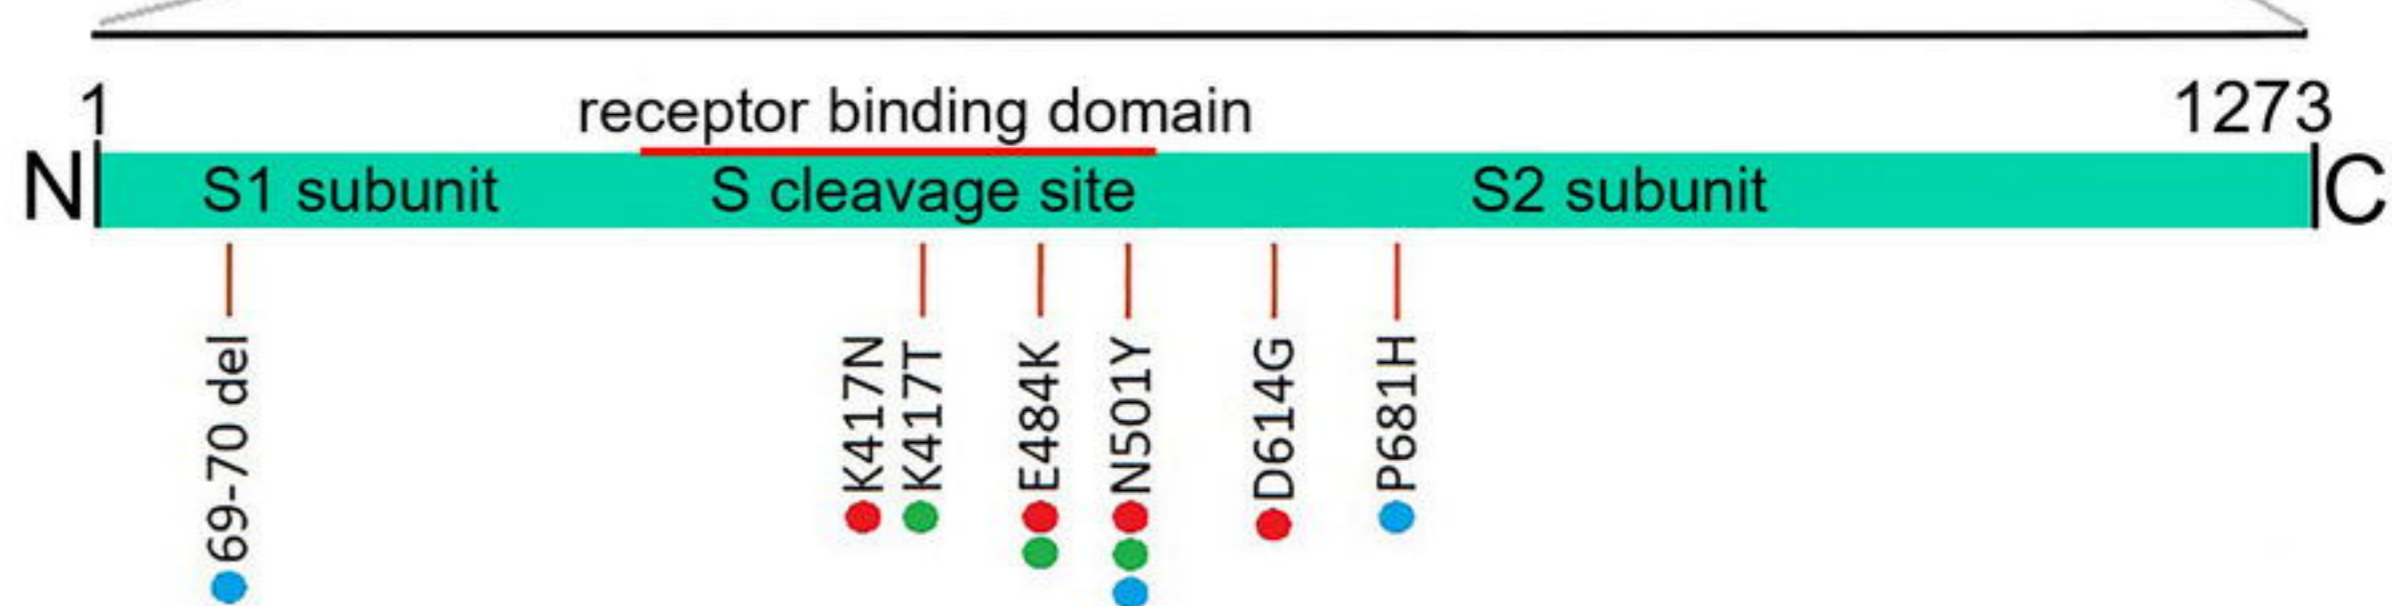 1
receptor binding domain
1273
N
S1 subunit
S cleavage site
S2 subunit
C
69-70 del
K417N
K417T
E484K
N501Y
D614G
P681H